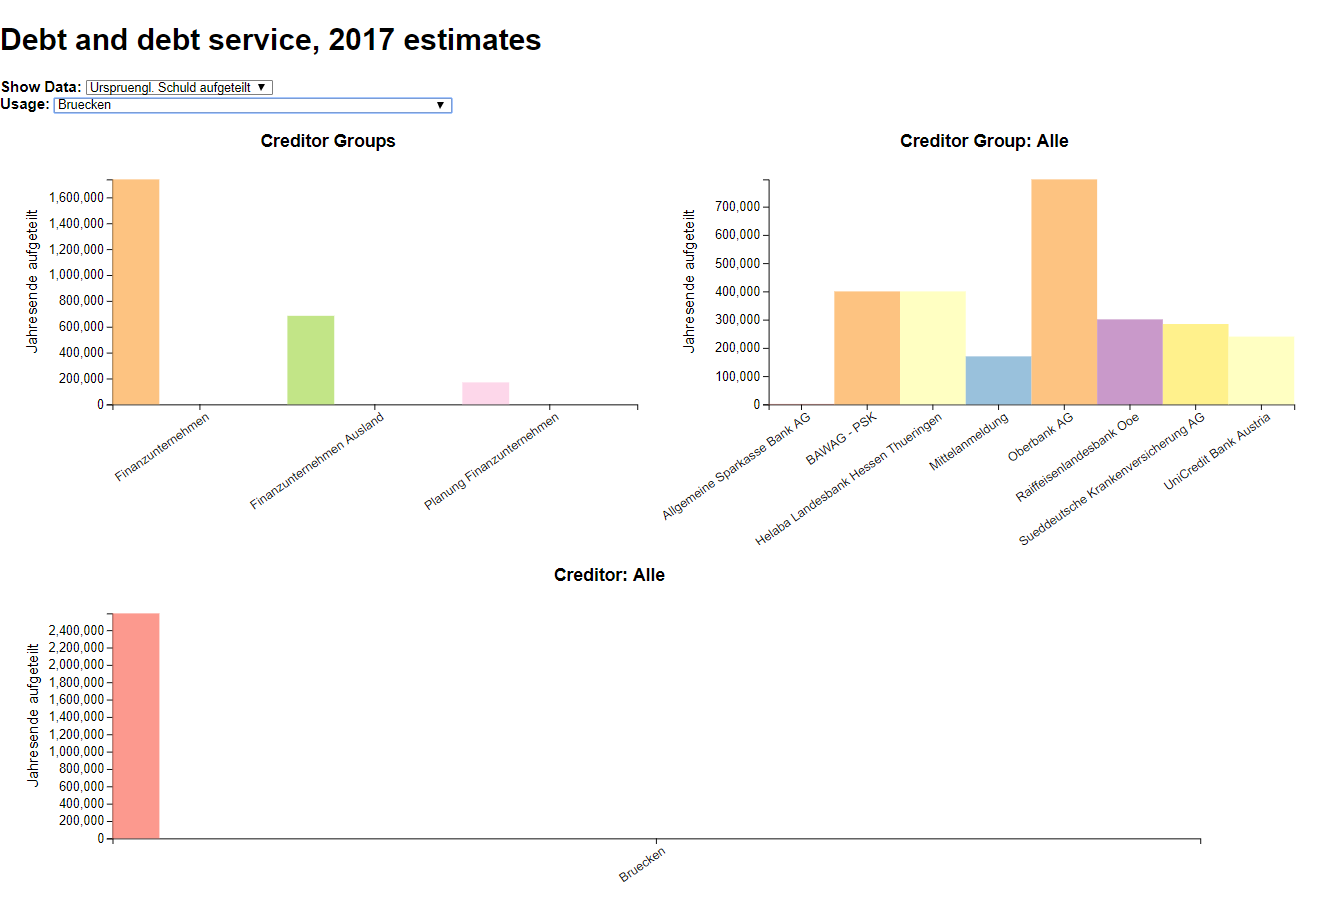 Debt and debt service, 2017 estimates
Show Data: Urspruengl. Schuld aufgeteilt ▼
Usage: Bruecken ▼
Creditor Groups
Jahresende aufgeteilt
1,600,000
1,400,000
1,200,000
1,000,000
800,000
600,000
400,000
200,000
0
Finanzunternehmen
Finanzunternehmen Ausland
Planung Finanzunternehmen
Creditor Group: Alle
Jahresende aufgeteilt
700,000
600,000
500,000
400,000
300,000
200,000
100,000
0
Allgemeine Sparkasse Bank AG
BAWAG - PSK
Helaba Landesbank Hessen Thueringen
Mittelanmeldung
Oberbank AG
Raiffeisenlandesbank Ooe
Sueddeutsche Krankenversicherung AG
UniCredit Bank Austria
Creditor: Alle
Jahresende aufgeteilt
2,400,000
2,200,000
2,000,000
1,800,000
1,600,000
1,400,000
1,200,000
1,000,000
800,000
600,000
400,000
200,000
0
Bruecken